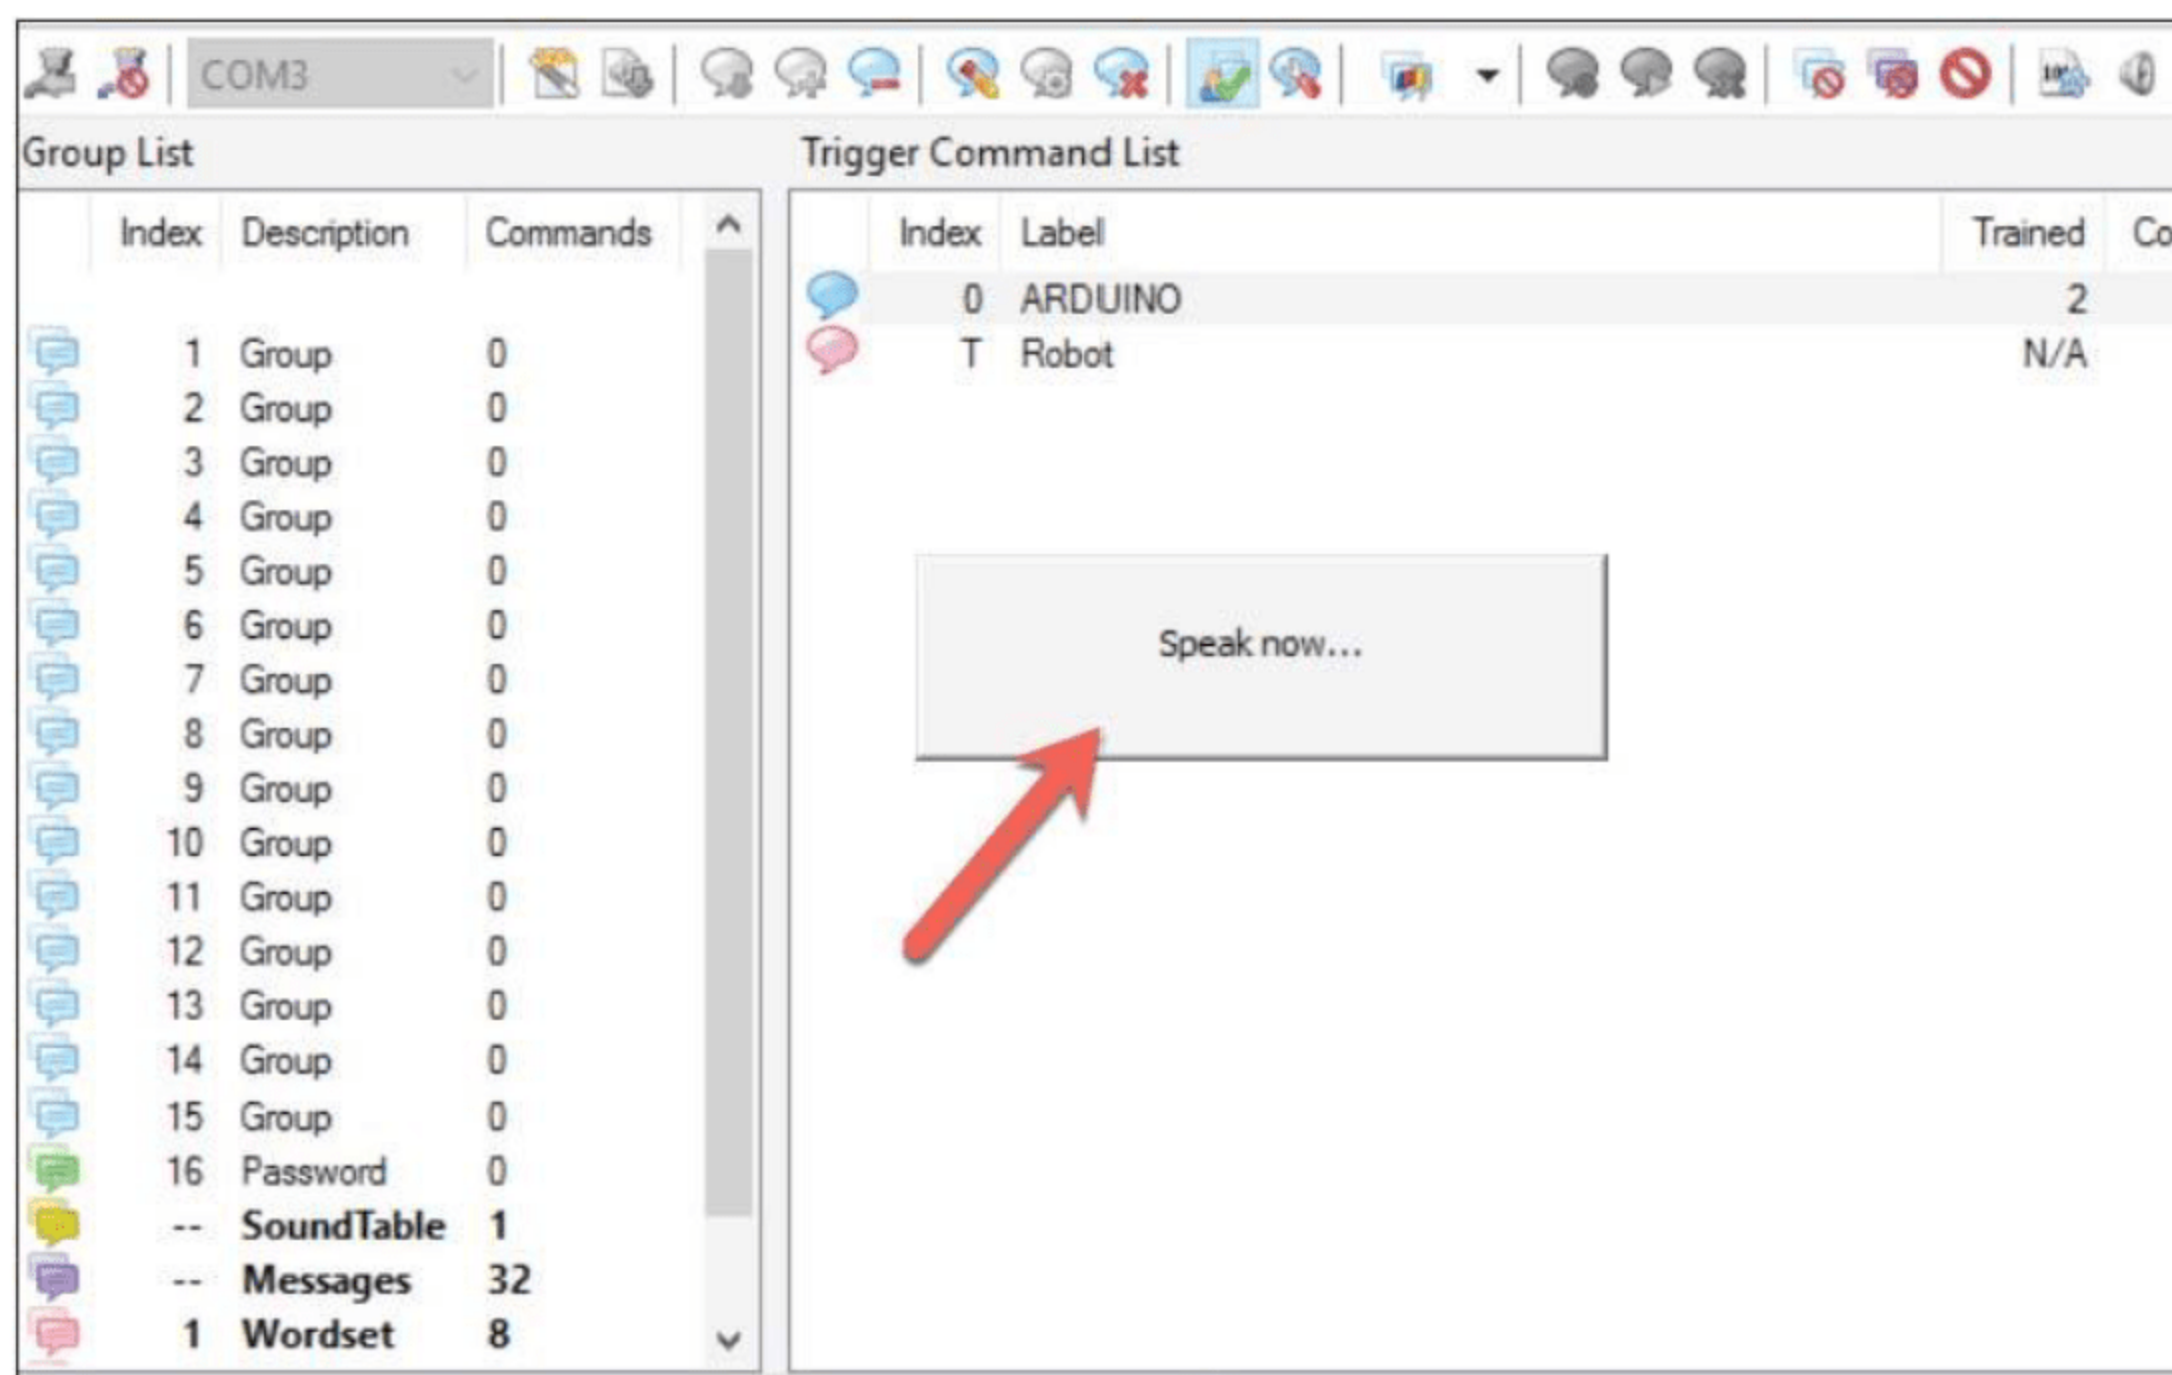 COM3
Group List
Trigger Command List
Index Description Commands
Index Label Trained Co
0 ARDUINO 2
T Robot N/A
1 Group 0
2 Group 0
3 Group 0
4 Group 0
5 Group 0
6 Group 0
7 Group 0
8 Group 0
9 Group 0
10 Group 0
11 Group 0
12 Group 0
13 Group 0
14 Group 0
15 Group 0
16 Password 0
-- SoundTable 1
-- Messages 32
1 Wordset 8
Speak now...